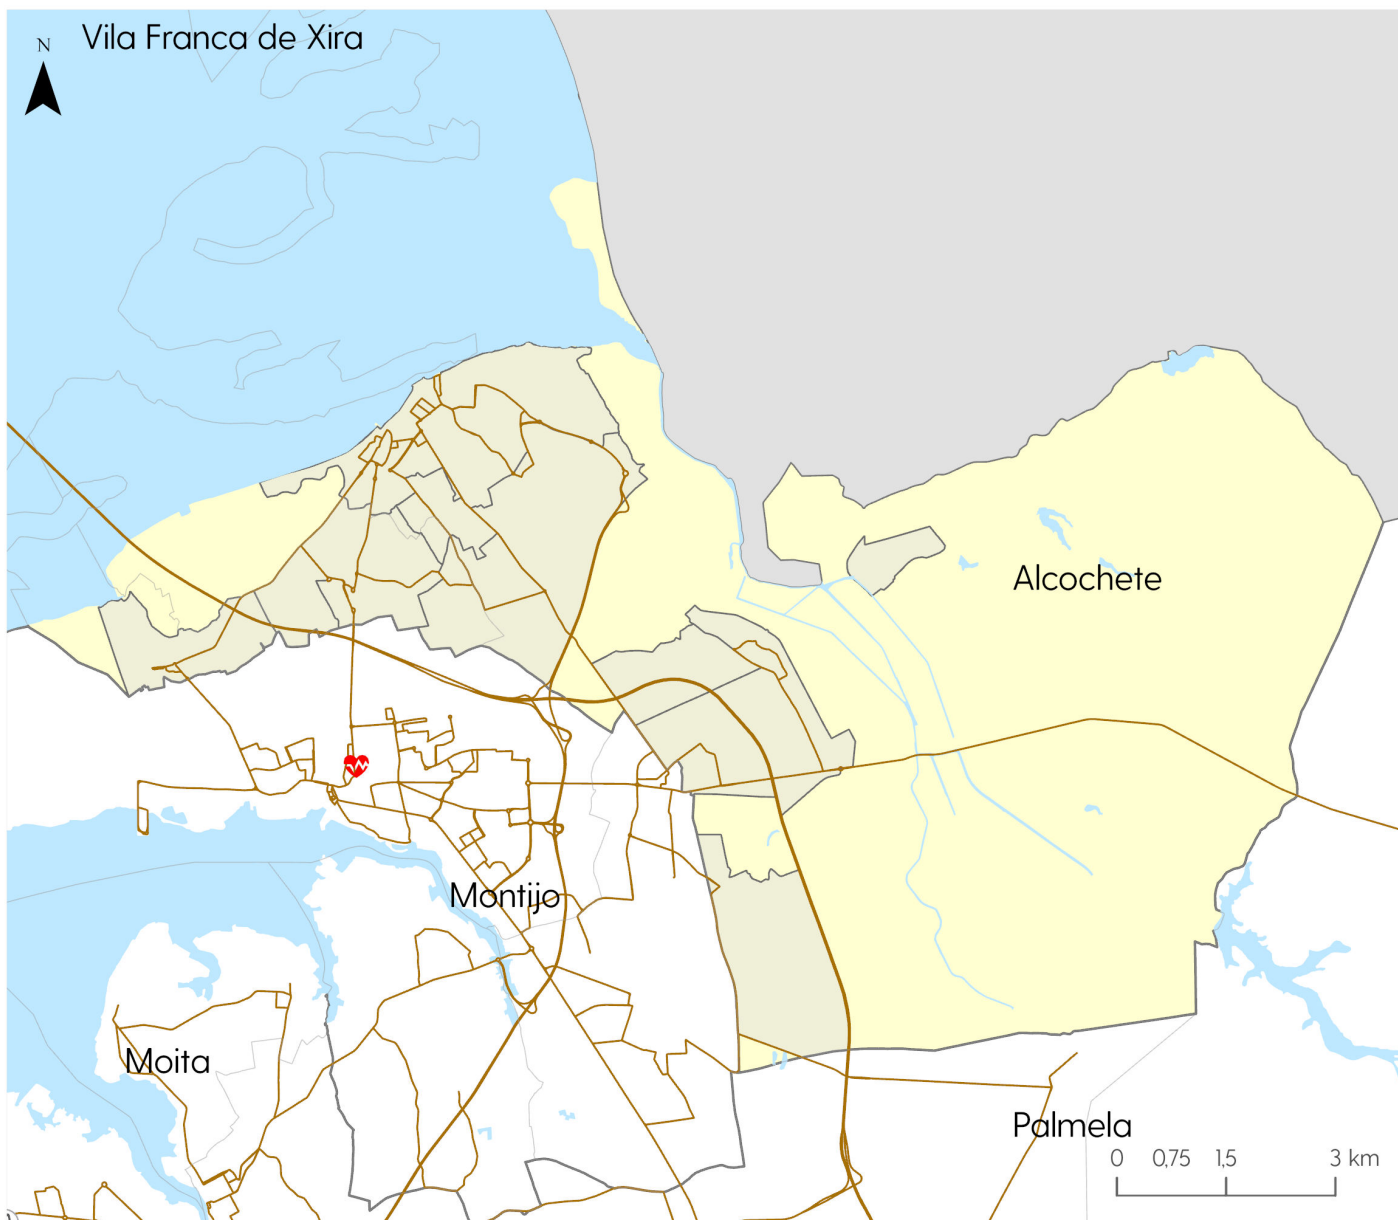 Vila Franca de Xira
N
Alcochete
Montijo
Moita
Palmela
0 0,75 1,5 3 km